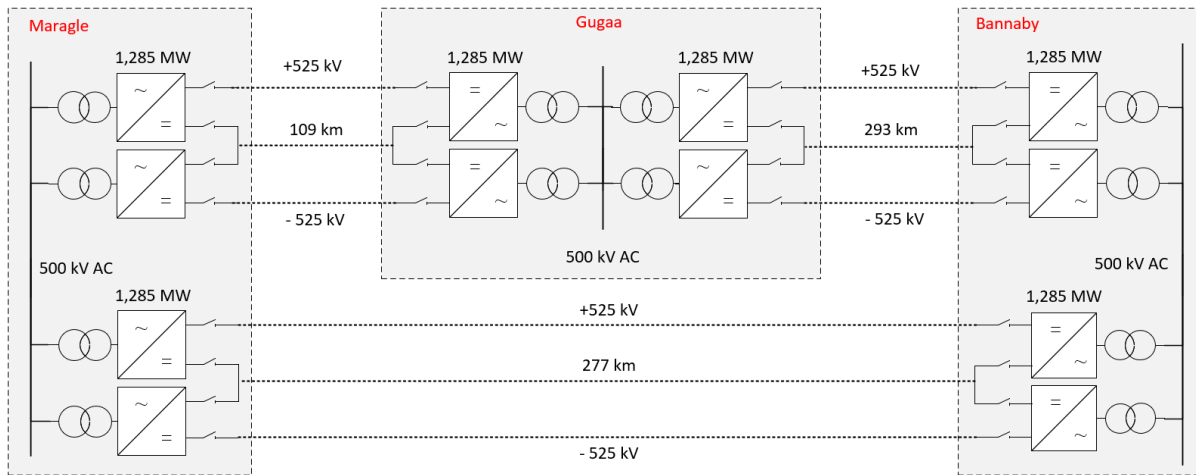 Maragle
Gugaa
Bannaby
1,285 MW
1,285 MW
1,285 MW
1,285 MW
+525 kV
+525 kV
~
=
=
~
~
=
=
~
109 km
293 km
~
=
=
~
~
=
=
~
- 525 kV
- 525 kV
500 kV AC
500 kV AC
500 kV AC
1,285 MW
1,285 MW
+525 kV
~
=
=
~
277 km
~
=
=
~
- 525 kV